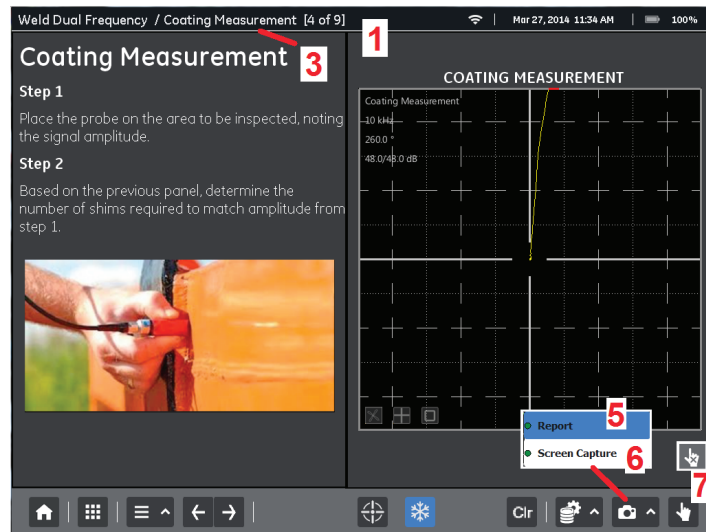 Weld Dual Frequency / Coating Measurement [4 of 9]
Mar 27, 2014 11:34 AM
100%
1
3
Coating Measurement
Step 1
Place the probe on the area to be inspected, noting
the signal amplitude.
Step 2
Based on the previous panel, determine the
number of shims required to match amplitude from
step 1.
COATING MEASUREMENT
Coating Measurement
10 kHz
260.0 °
48.0/48.0 dB
Report
5
Screen Capture
6
7
Clr